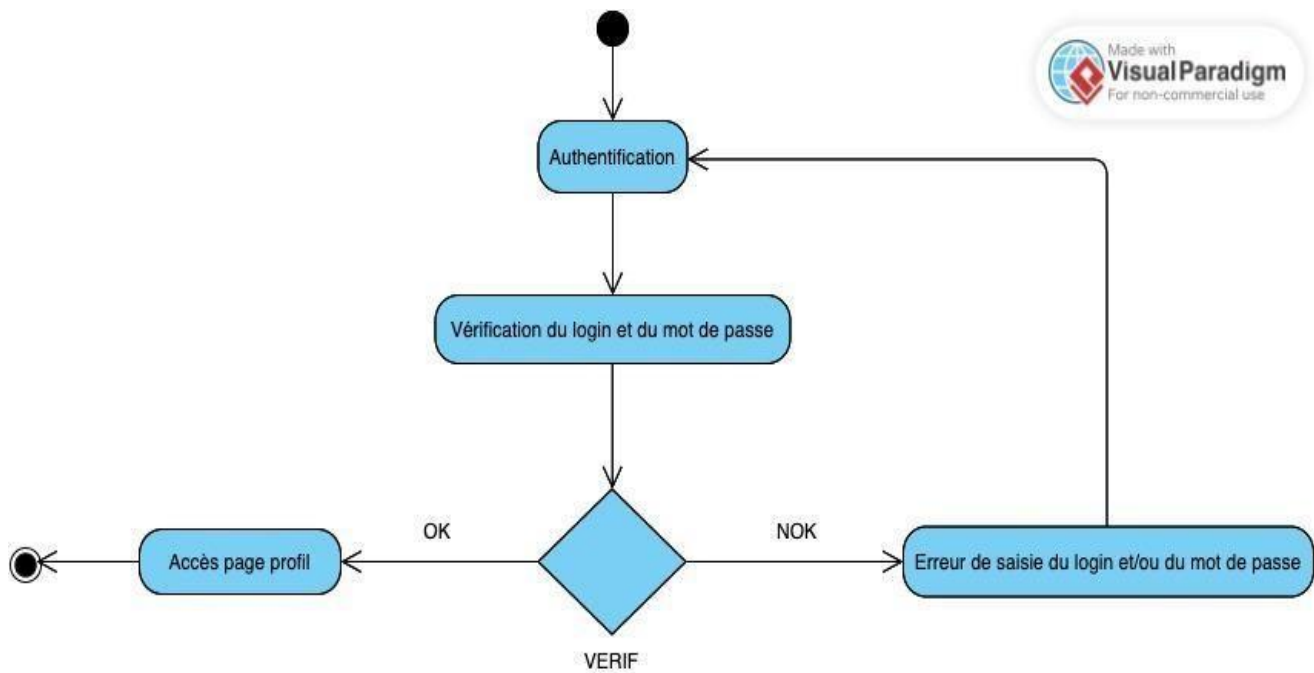 Made with
Visual Paradigm
For non-commercial use
Authentification
Vérification du login et du mot de passe
OK
NOK
Accès page profil
Erreur de saisie du login et/ou du mot de passe
VERIF